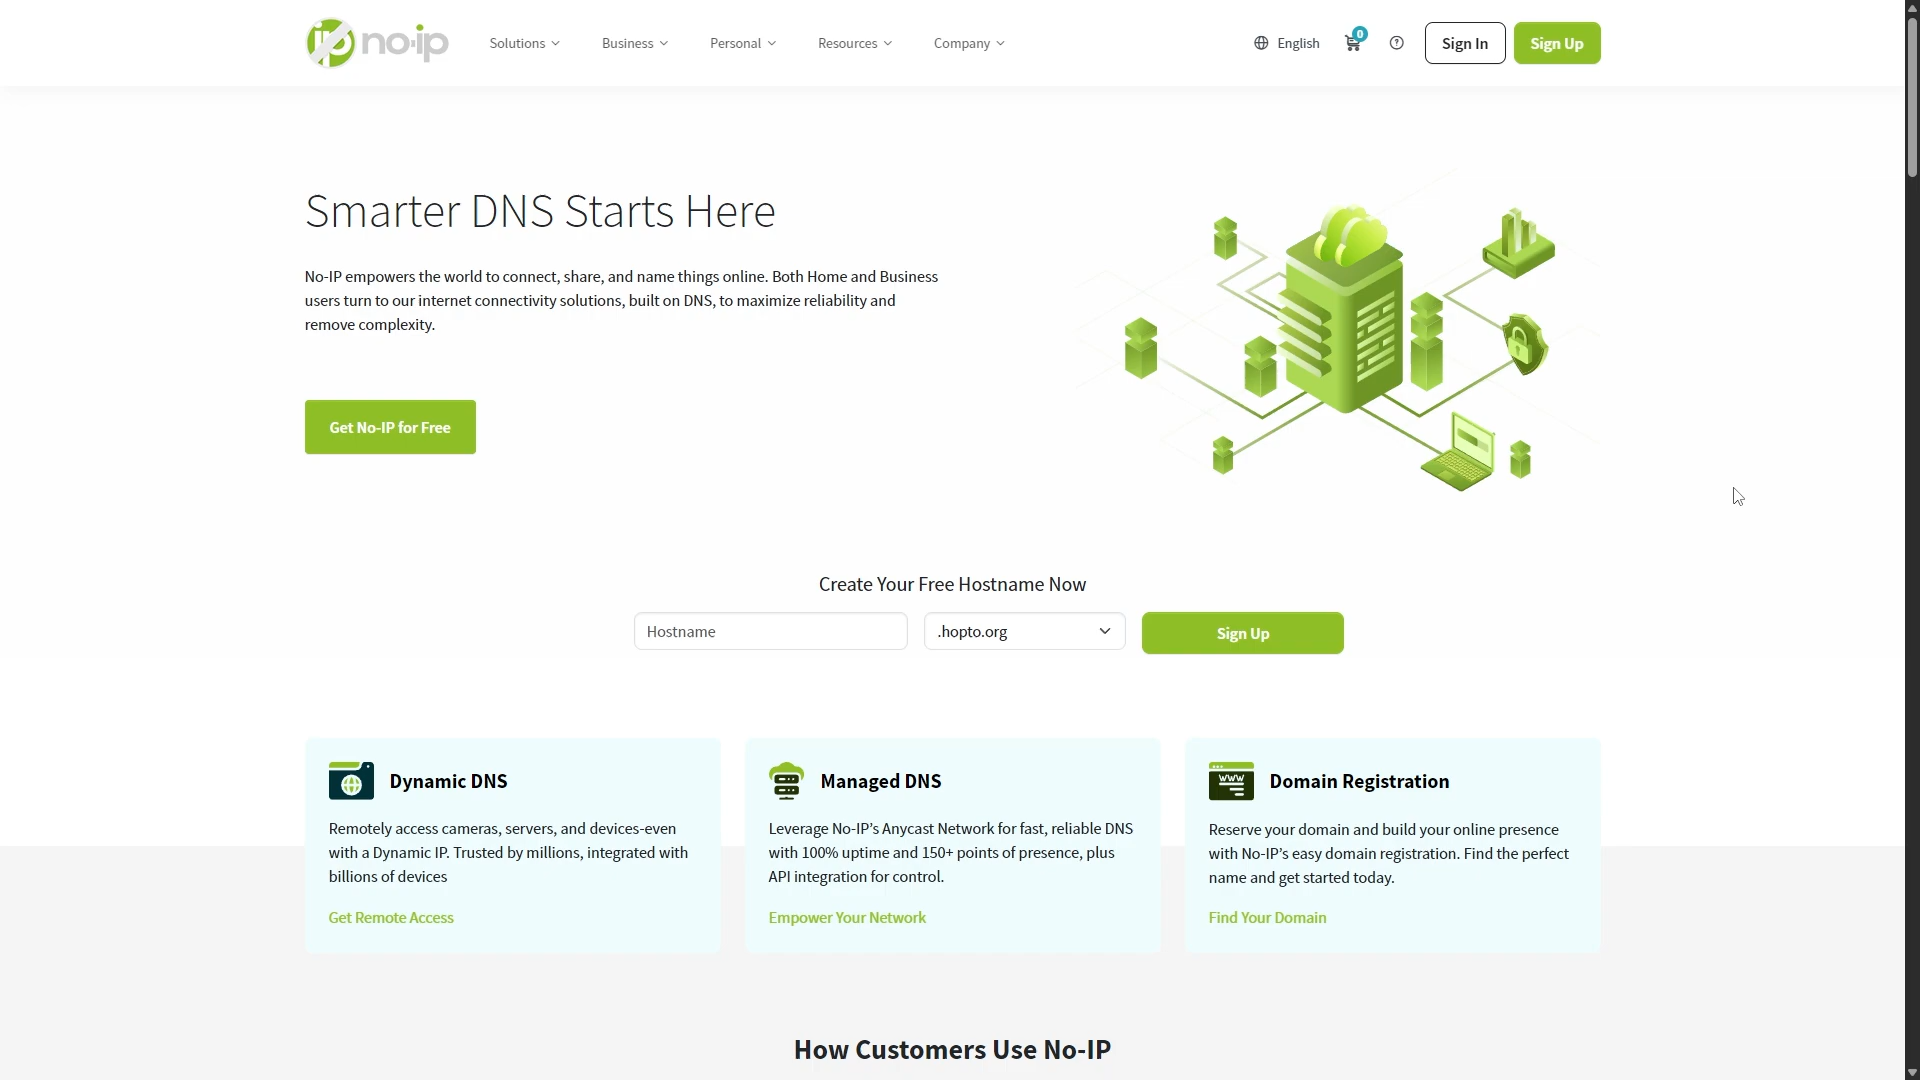 no-ip
Solutions
Business
Personal
Resources
Company
English
0
Sign In
Sign Up
Smarter DNS Starts Here
No-IP empowers the world to connect, share, and name things online. Both Home and Business
users turn to our internet connectivity solutions, built on DNS, to maximize reliability and
remove complexity.
Get No-IP for Free
Create Your Free Hostname Now
Hostname
.hopto.org
Sign Up
Dynamic DNS
Remotely access cameras, servers, and devices-even
with a Dynamic IP. Trusted by millions, integrated with
billions of devices
Get Remote Access
Managed DNS
Leverage No-IP’s Anycast Network for fast, reliable DNS
with 100% uptime and 150+ points of presence, plus
API integration for control.
Empower Your Network
www
Domain Registration
Reserve your domain and build your online presence
with No-IP’s easy domain registration. Find the perfect
name and get started today.
Find Your Domain
How Customers Use No-IP